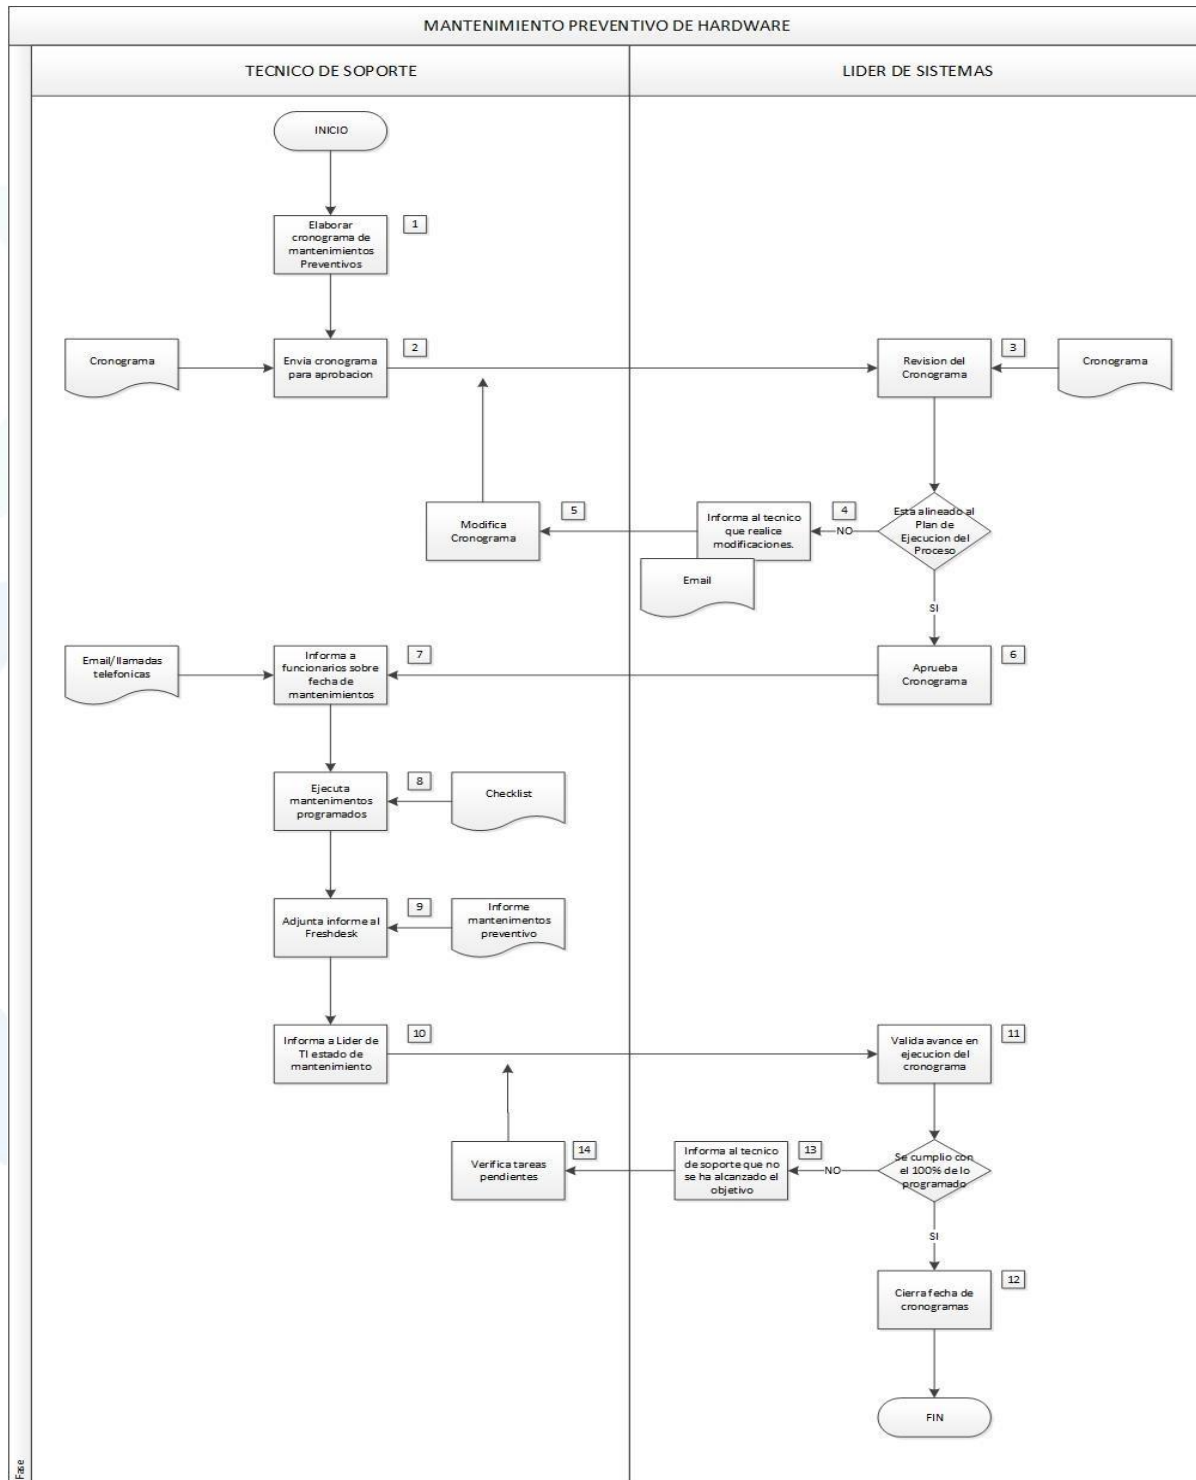 MANTENIMIENTO PREVENTIVO DE HARDWARE
TECNICO DE SOPORTE
LIDER DE SISTEMAS
INICIO
Elaborar
cronograma de
mantenimientos
Preventivos
1
Cronograma
Envia cronograma
para aprobacion
2
Revision del
Cronograma
3
Cronograma
Modifica
Cronograma
5
Informa al tecnico
que realice
modificaciones.
4
NO
Esta alineado al
Plan de
Ejecucion del
Proceso
Email
SI
Email/llamadas
telefonicas
Informa a
funcionarios sobre
fecha de
mantenimientos
7
Aprueba
Cronograma
6
Ejecuta
mantenimentos
programados
8
Checklist
Adjunta informe al
Freshdesk
9
Informe
mantenimentos
preventivo
Informa a Lider de
TI estado de
mantenimiento
10
Valida avance en
ejecucion del
cronograma
11
Verifica tareas
pendientes
14
Informa al tecnico
de soporte que no
se ha alcanzado el
objetivo
13
NO
Se cumplio con
el 100% de lo
programado
SI
Cierra fecha de
cronogramas
12
FIN
Fase